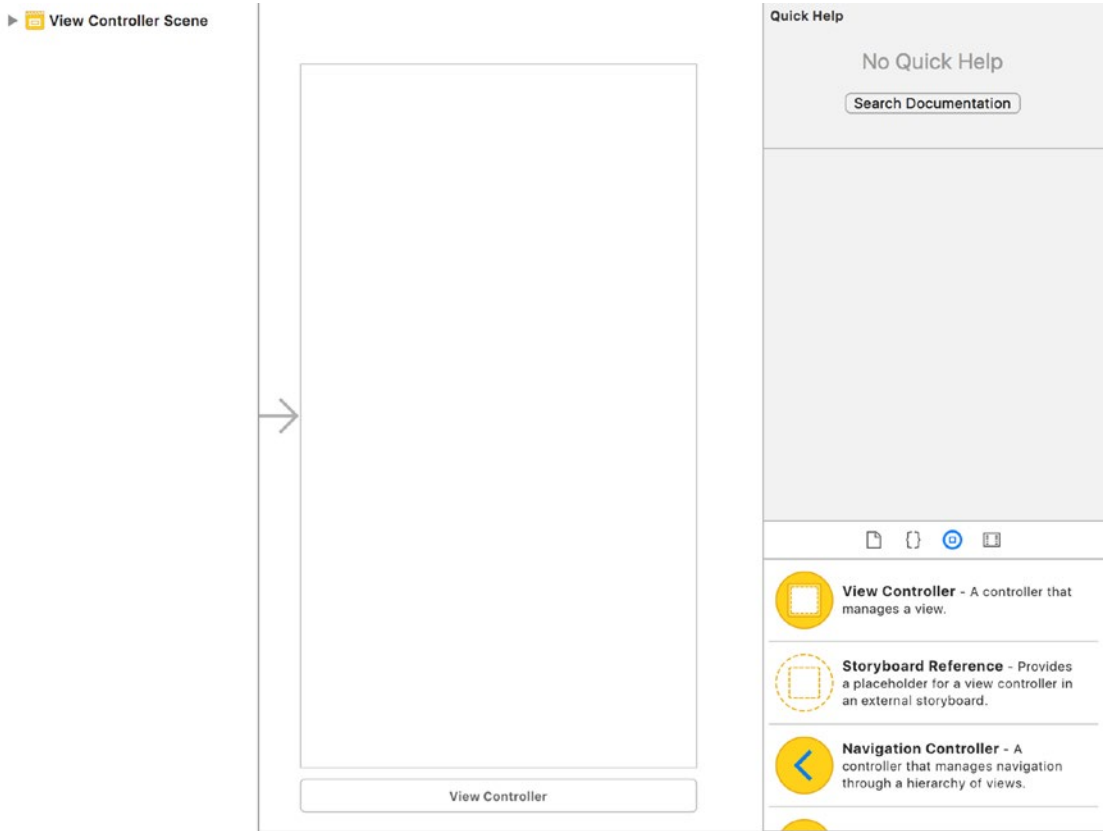 View Controller Scene
Quick Help
No Quick Help
Search Documentation
View Controller - A controller that
manages a view.
Storyboard Reference - Provides
a placeholder for a view controller in
an external storyboard.
Navigation Controller - A
controller that manages navigation
through a hierarchy of views.
View Controller